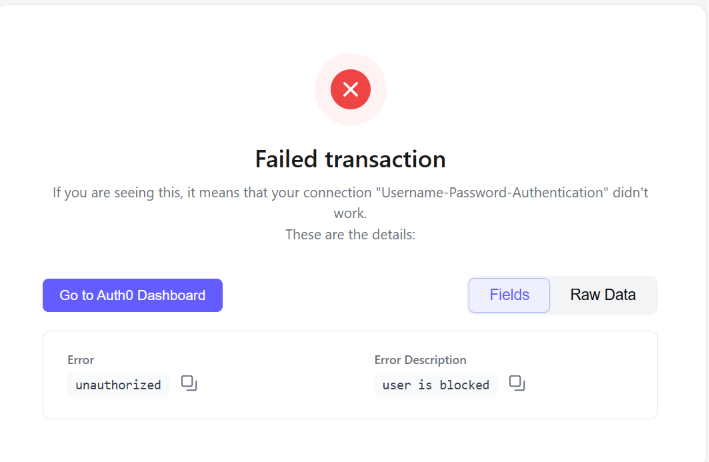 Failed transaction
If you are seeing this, it means that your connection "Username-Password-Authentication" didn't
work.
These are the details:
Go to Auth0 Dashboard
Fields
Raw Data
Error
Error Description
unauthorized
user is blocked